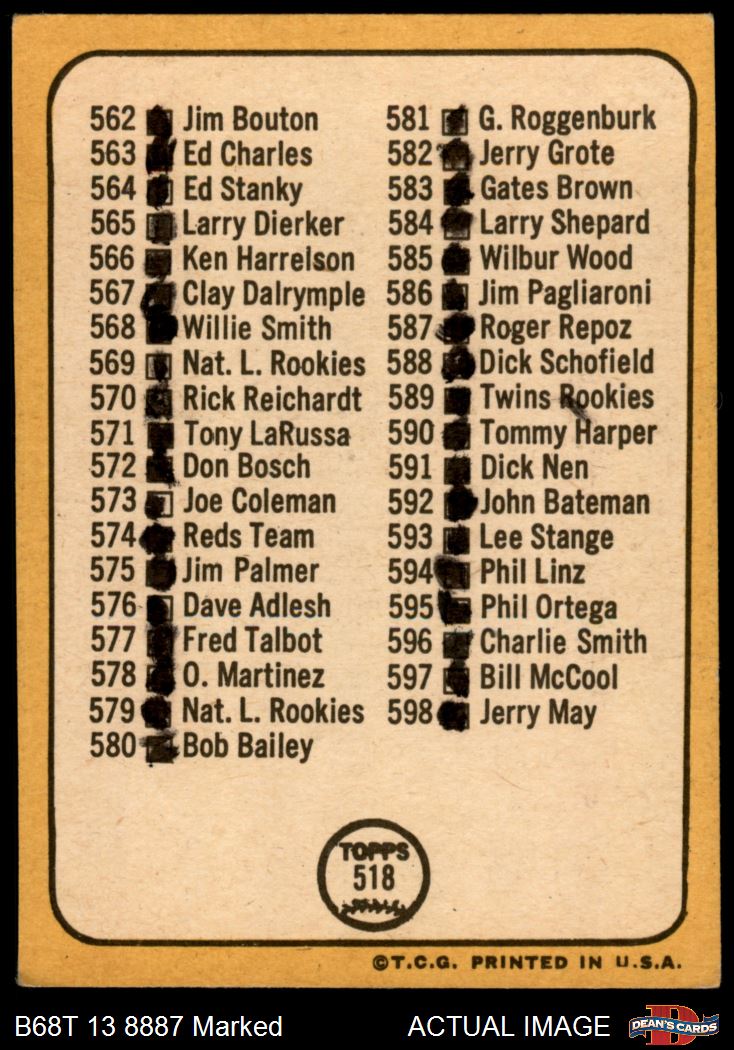 562 Jim Bouton
563 Ed Charles
564 Ed Stanky
565 Larry Dierker
566 Ken Harrelson
567 Clay Dalrymple
568 Willie Smith
569 Nat. L. Rookies
570 Rick Reichardt
571 Tony LaRussa
572 Don Bosch
573 Joe Coleman
574 Reds Team
575 Jim Palmer
576 Dave Adlesh
577 Fred Talbot
578 O. Martinez
579 Nat. L. Rookies
580 Bob Bailey
581 G. Roggenburk
582 Jerry Grote
583 Gates Brown
584 Larry Shepard
585 Wilbur Wood
586 Jim Pagliaroni
587 Roger Repoz
588 Dick Schofield
589 Twins Rookies
590 Tommy Harper
591 Dick Nen
592 John Bateman
593 Lee Stange
594 Phil Linz
595 Phil Ortega
596 Charlie Smith
597 Bill McCool
598 Jerry May
TOPPS
518
©T.C.G. PRINTED IN U.S.A.
B68T 13 8887 Marked
ACTUAL IMAGE
DEAN'S CARDS